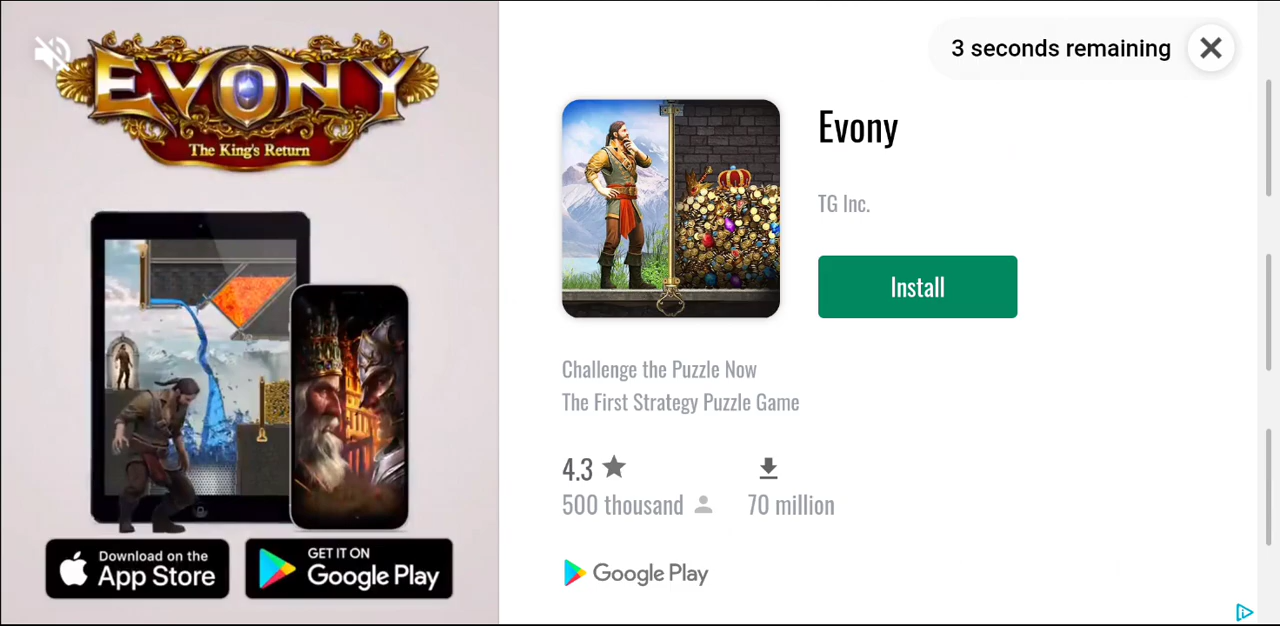 EVONY
The King's Return
Download on the
App Store
GET IT ON
Google Play
3 seconds remaining
Evony
TG Inc.
Install
Challenge the Puzzle Now
The First Strategy Puzzle Game
4.3
500 thousand
70 million
Google Play